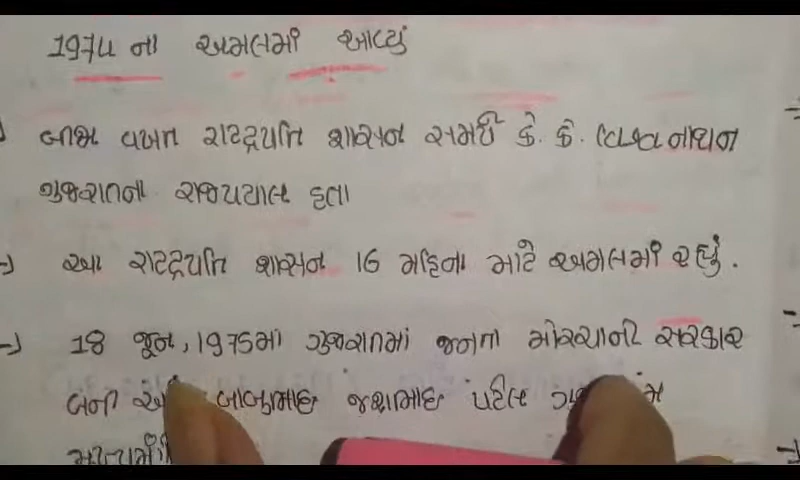 1974 ના અમલમાં આવ્યું
બીજા વખત રાષ્ટ્રપતિ શાસન સમયે કે. કે. વિશ્વનાથન
ગુજરાતના રાજ્યપાલ હતા
→ આ રાષ્ટ્રપતિ શાસન 16 મહિના માટે અમલમાં રહ્યું.
→ 18 જૂન, 1975માં ગુજરાતમાં જનતા મોરચાની સરકાર
બની બાબુભાઇ જશભાઇ પટેલ